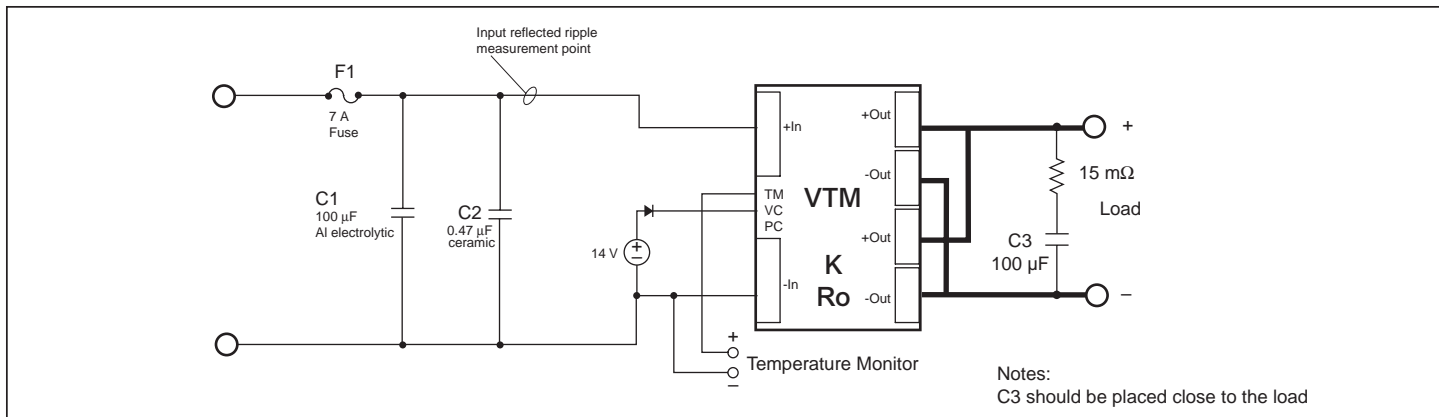 Input reflected ripple
measurement point
F1
7 A
Fuse
C1
100 µF
Al electrolytic
C2
0.47 µF
ceramic
14 V
+
–
+In
TM
VC
PC
-In
VTM
K
Ro
+Out
-Out
+Out
-Out
+
15 mΩ
Load
C3
100 µF
–
+
–
Temperature Monitor
Notes:
C3 should be placed close to the load